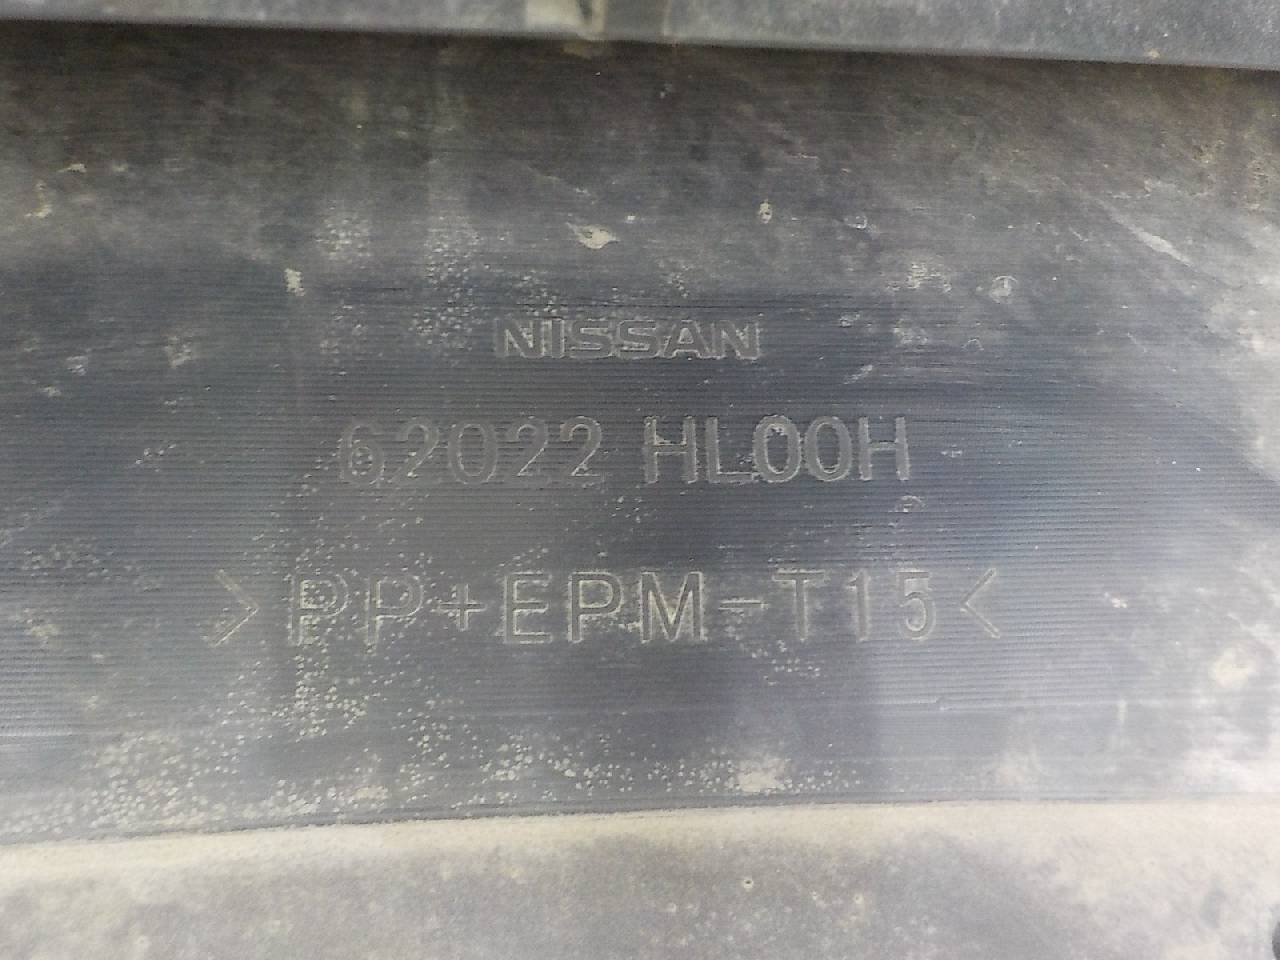 NISSAN
62022 HL00H
>PP+EPM-T15<